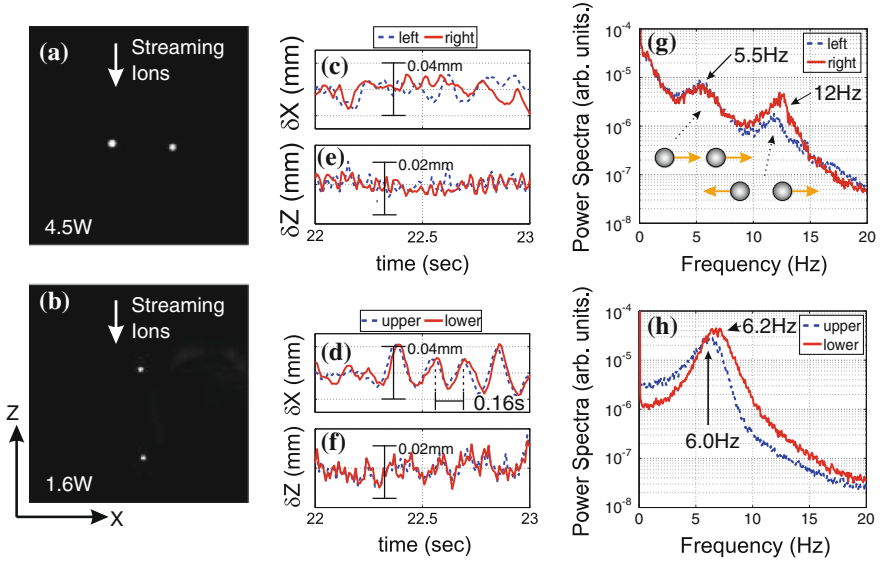 (a) Streaming Ions
4.5W
(b) Streaming Ions
1.6W
Z
X
left right
(c) 0.04mm
δX (mm)
(e) 0.02mm
δZ (mm)
22 22.5 23
time (sec)
upper lower
(d) 0.04mm
δX (mm)
0.16s
(f) 0.02mm
δZ (mm)
22 22.5 23
time (sec)
(g) left
right
5.5Hz
12Hz
Power Spectra (arb. units.)
10⁻⁴
10⁻⁵
10⁻⁶
10⁻⁷
10⁻⁸
0 5 10 15 20
Frequency (Hz)
(h) upper
lower
6.2Hz
6.0Hz
Power Spectra (arb. units.)
10⁻⁴
10⁻⁵
10⁻⁶
10⁻⁷
10⁻⁸
0 5 10 15 20
Frequency (Hz)